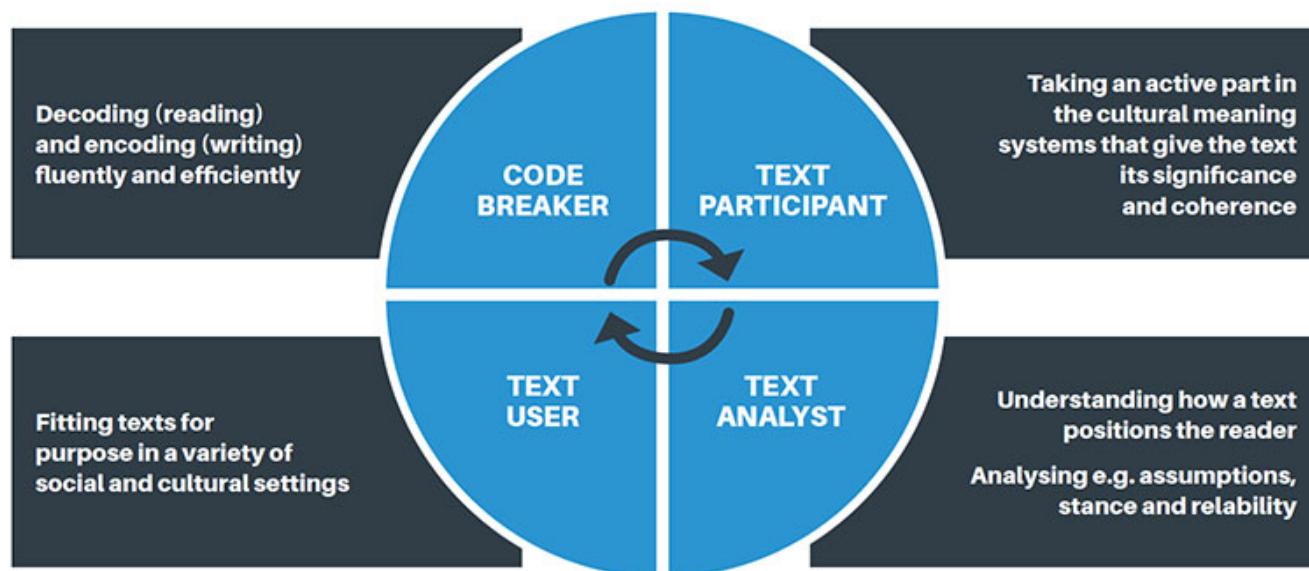 Decoding (reading)
and encoding (writing)
fluently and efficiently
CODE
BREAKER
TEXT
PARTICIPANT
Taking an active part in
the cultural meaning
systems that give the text
its significance
and coherence
Fitting texts for
purpose in a variety of
social and cultural settings
TEXT
USER
TEXT
ANALYST
Understanding how a text
positions the reader
Analysing e.g. assumptions,
stance and relability